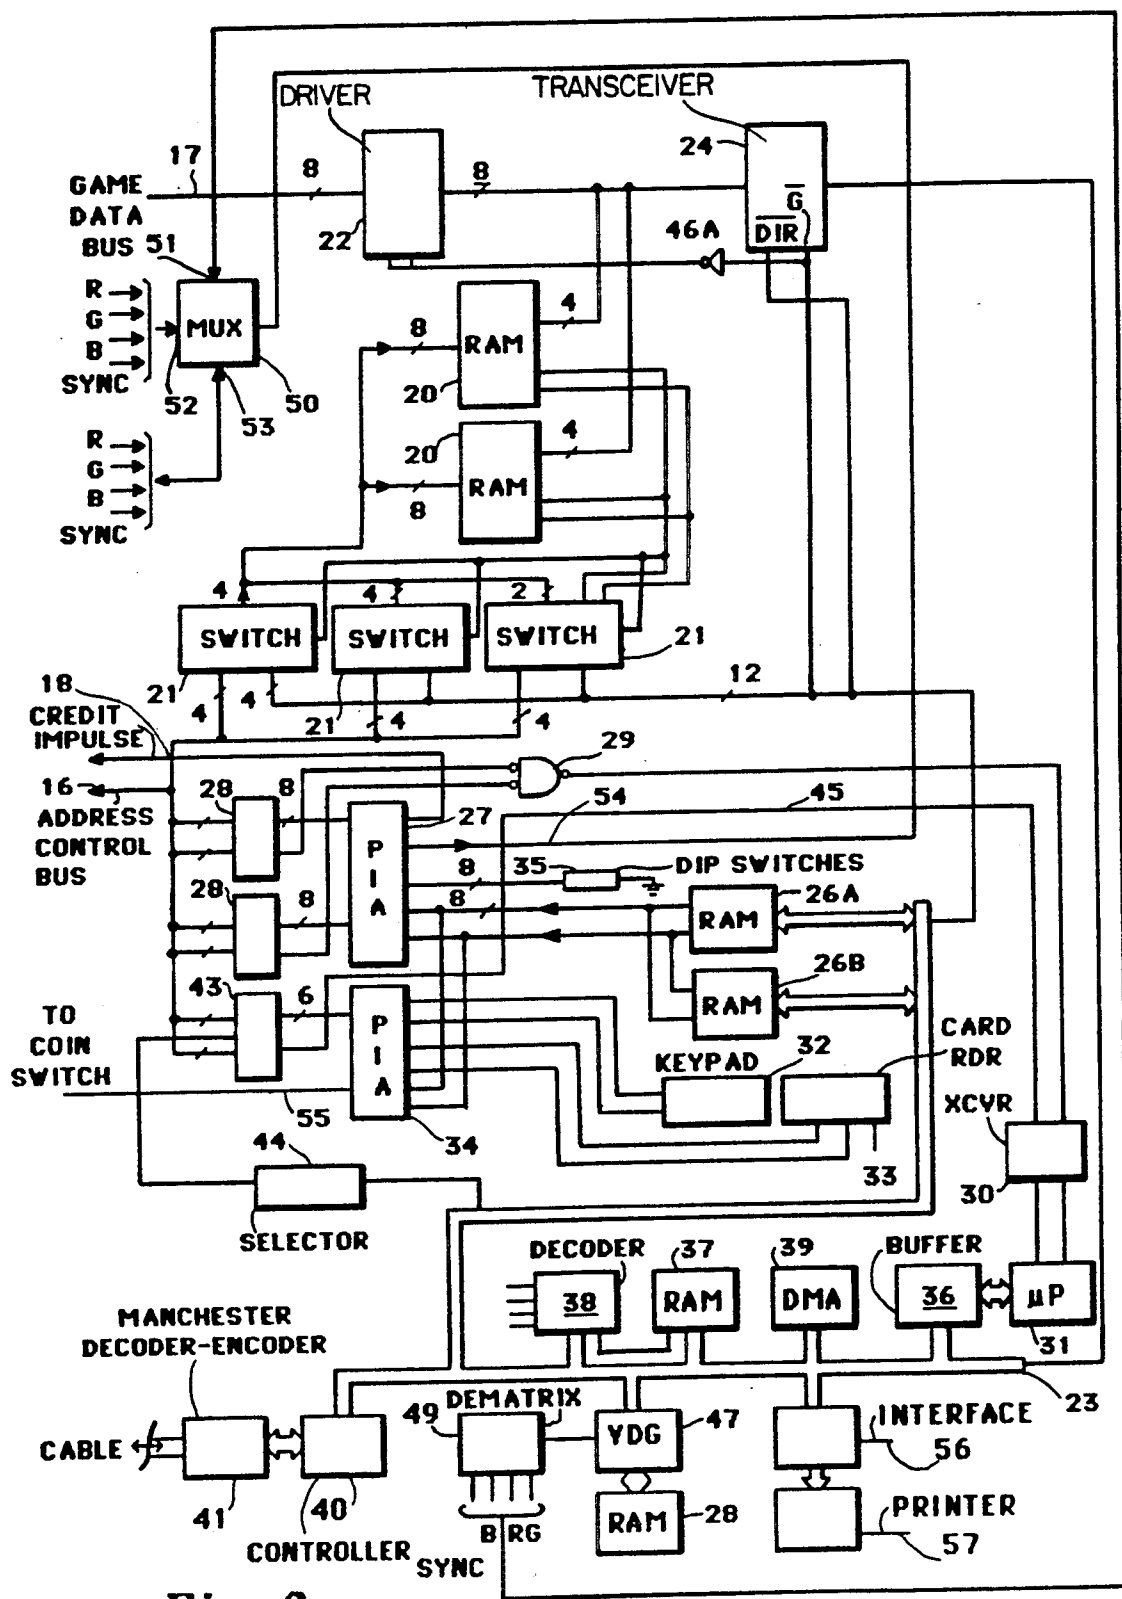 DRIVER
TRANSCEIVER
17
8
8
24
GAME
DATA
BUS
22
G
DIR
46A
51
R
G
B
SYNC
MUX
52
50
53
8
RAM
4
20
R
G
B
SYNC
20
8
RAM
4
4
4
2
SWITCH
SWITCH
SWITCH
21
21
21
4
4
4
4
12
18
CREDIT
IMPULSE
16
ADDRESS
CONTROL
BUS
28
8
29
27
54
45
PIA
8
35
DIP SWITCHES
8
RAM
26A
28
8
RAM
26B
43
6
PIA
TO
COIN
SWITCH
55
34
KEYPAD
32
CARD
RDR
33
XCVR
30
44
SELECTOR
DECODER
38
37
RAM
39
DMA
BUFFER
36
µP
31
23
MANCHESTER
DECODER-ENCODER
CABLE
41
40
CONTROLLER
DEMATRIX
49
B RG
SYNC
VDG
47
RAM
28
INTERFACE
56
PRINTER
57